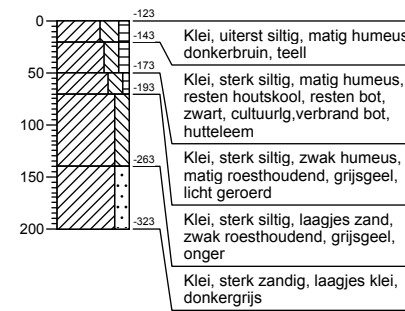 0
50
100
150
200
-123
-143
-173
-193
-263
-323
Klei, uiterst siltig, matig humeus
donkerbruin, teell
Klei, sterk siltig, matig humeus,
resten houtskool, resten bot,
zwart, cultuurlg,verbrand bot,
hutteleem
Klei, sterk siltig, zwak humeus,
matig roesthoudend, grijsgeel,
licht geroerd
Klei, sterk siltig, laagjes zand,
zwak roesthoudend, grijsgeel,
onger
Klei, sterk zandig, laagjes klei,
donkergrijs